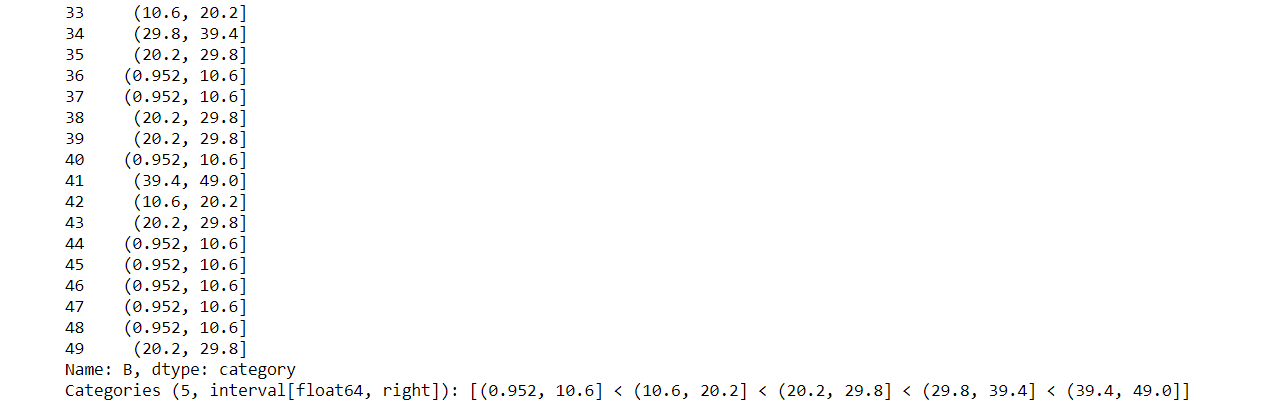 33     (10.6, 20.2]
34     (29.8, 39.4]
35     (20.2, 29.8]
36    (0.952, 10.6]
37    (0.952, 10.6]
38     (20.2, 29.8]
39     (20.2, 29.8]
40    (0.952, 10.6]
41     (39.4, 49.0]
42     (10.6, 20.2]
43     (20.2, 29.8]
44    (0.952, 10.6]
45    (0.952, 10.6]
46    (0.952, 10.6]
47    (0.952, 10.6]
48    (0.952, 10.6]
49     (20.2, 29.8]
Name: B, dtype: category
Categories (5, interval[float64, right]): [(0.952, 10.6] < (10.6, 20.2] < (20.2, 29.8] < (29.8, 39.4] < (39.4, 49.0]]